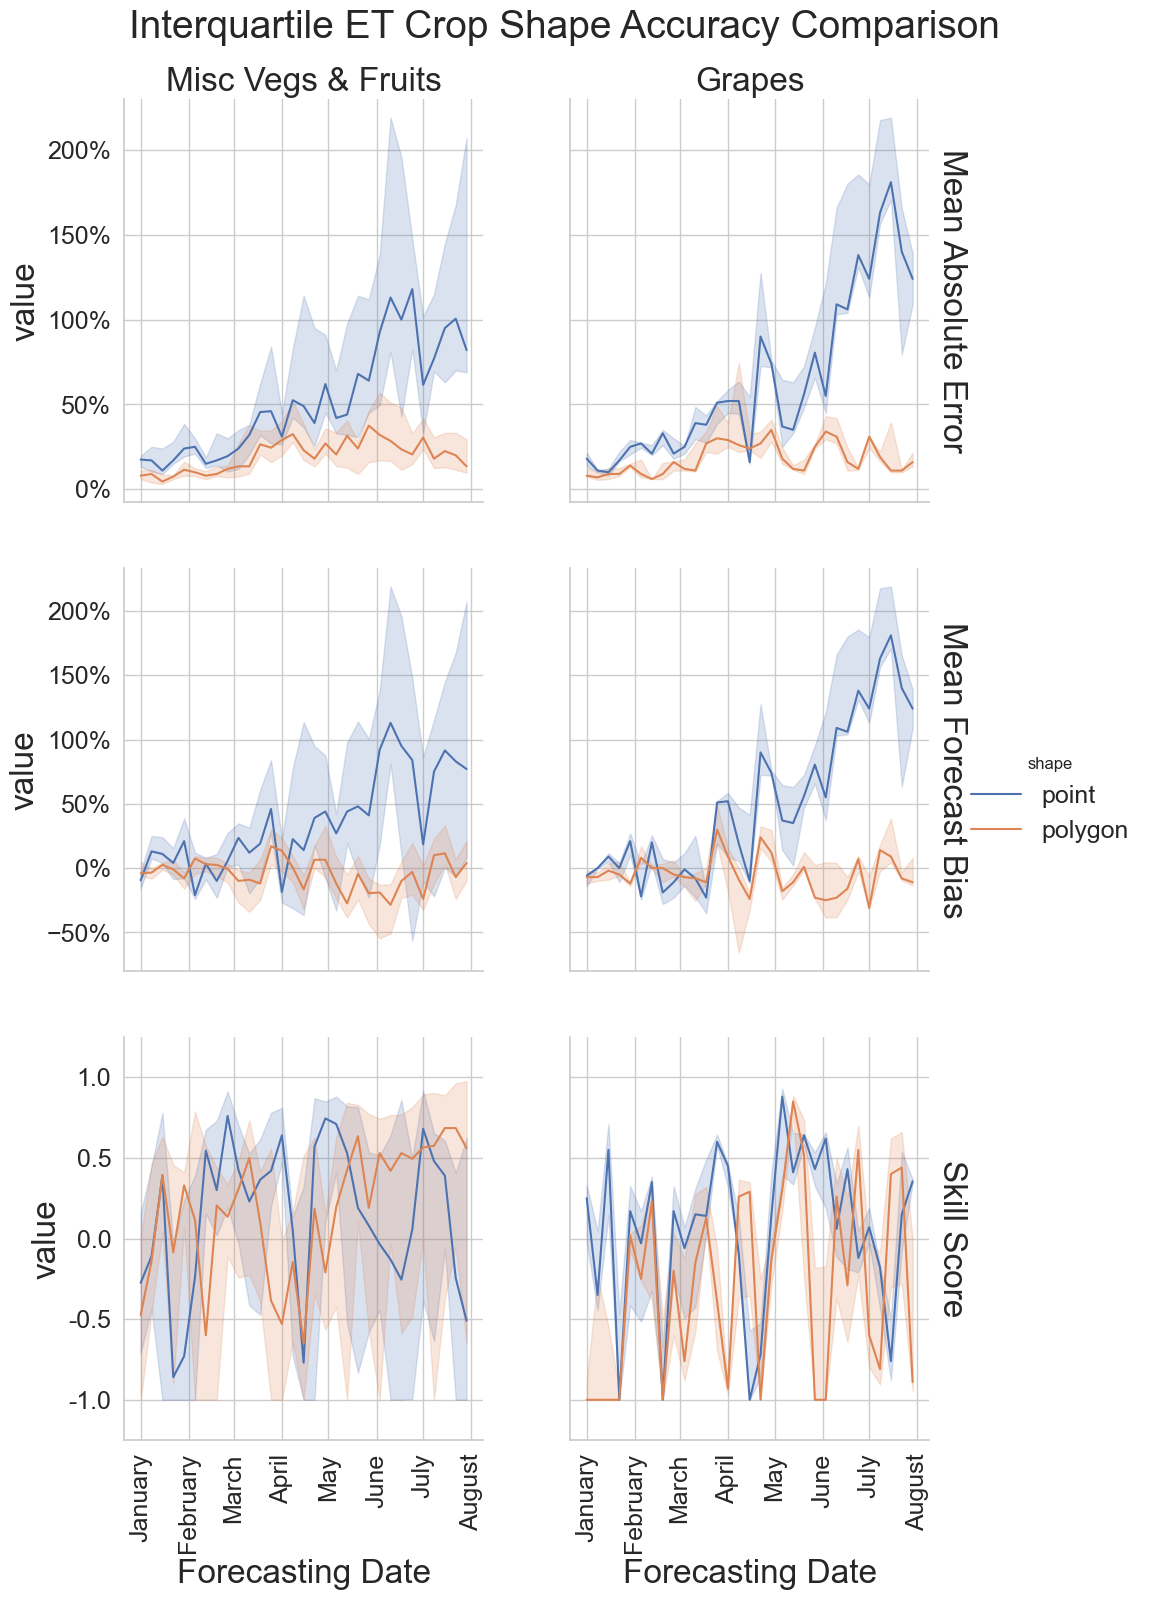 Interquartile ET Crop Shape Accuracy Comparison
Misc Vegs & Fruits
Grapes
200%
150%
100%
50%
0%
value
Mean Absolute Error
200%
150%
100%
50%
0%
−50%
value
Mean Forecast Bias
shape
point
polygon
1.0
0.5
0.0
-0.5
-1.0
value
Skill Score
January
February
March
April
May
June
July
August
January
February
March
April
May
June
July
August
Forecasting Date
Forecasting Date